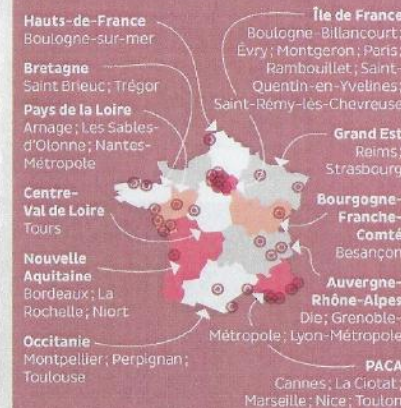 Hauts-de-France
Boulogne-sur-mer
Bretagne
Saint Brieuc ; Trégor
Pays de la Loire
Arnage ; Les Sables-
d'Olonne ; Nantes-
Métropole
Centre-
Val de Loire
Tours
Nouvelle
Aquitaine
Bordeaux ; La
Rochelle ; Niort
Occitanie
Montpellier ; Perpignan ;
Toulouse
Île de France
Boulogne-Billancourt ;
Évry ; Montgeron ; Paris ;
Rambouillet ; Saint-
Quentin-en-Yvelines ;
Saint-Rémy-lès-Chevreuse
Grand Est
Reims ;
Strasbourg
Bourgogne-
Franche-
Comté
Besançon
Auvergne-
Rhône-Alpes
Die ; Grenoble-
Métropole ; Lyon-Métropole
PACA
Cannes ; La Ciotat ;
Marseille ; Nice ; Toulon